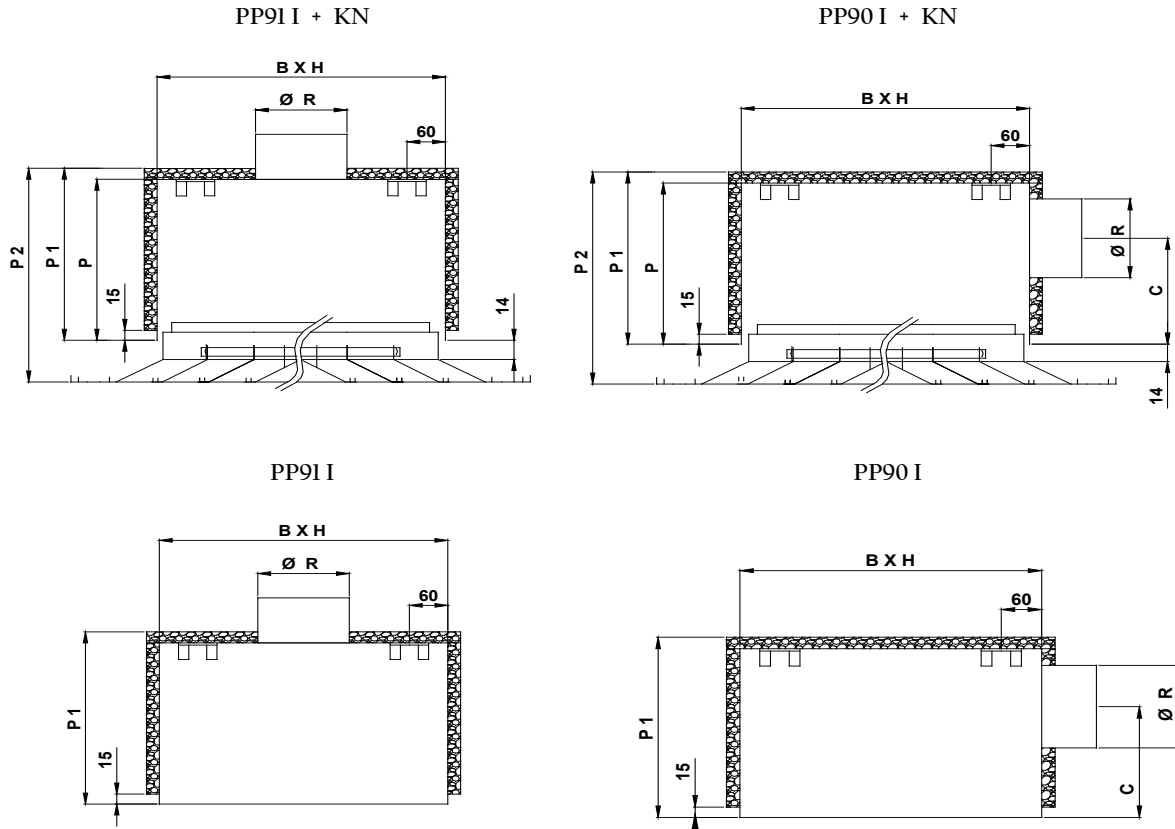 PP91 I + KN
B X H
Ø R
60
P 2
P 1
P
15
14
PP90 I + KN
B X H
60
P 2
P 1
P
15
Ø R
C
14
PP91 I
B X H
Ø R
60
P 1
15
PP90 I
B X H
60
P 1
15
Ø R
C